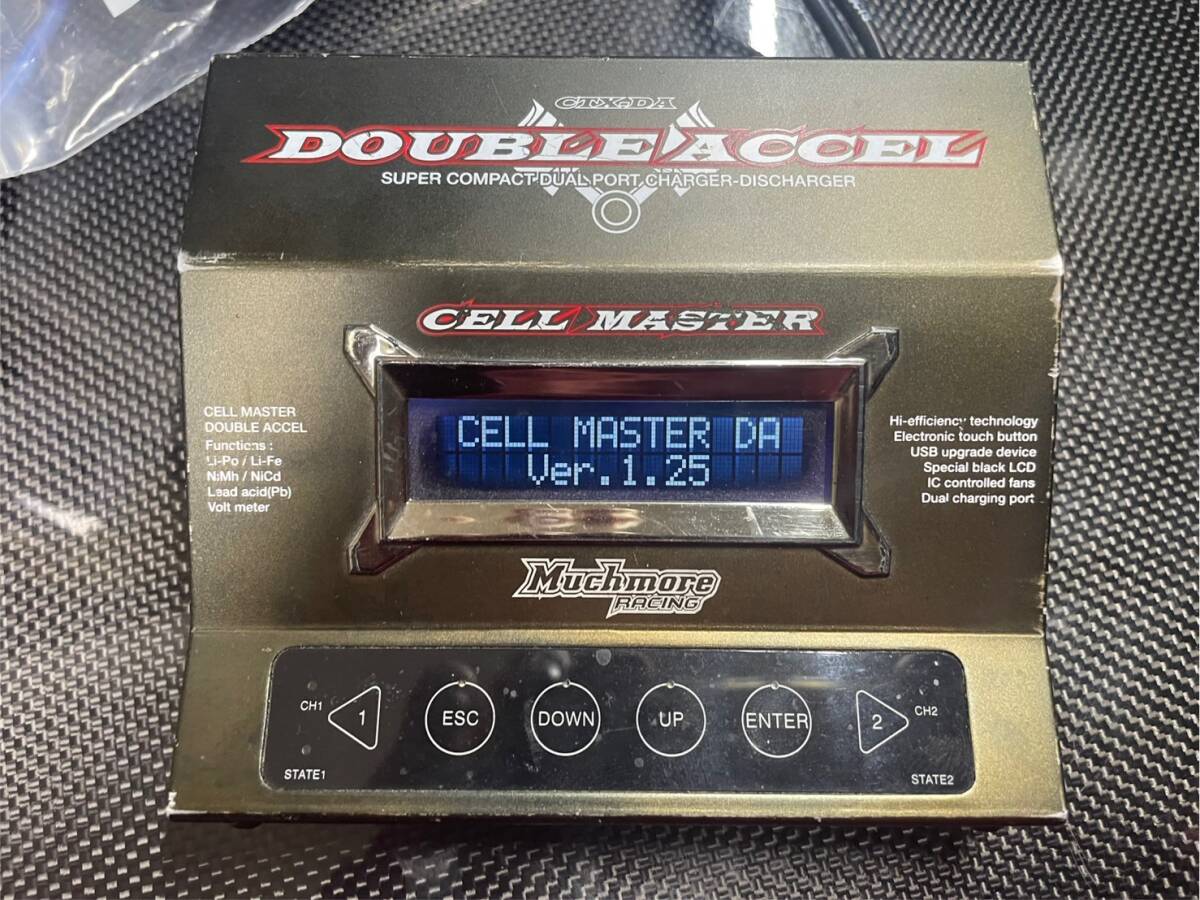 CTX-DA
DOUBLE ACCEL
SUPER COMPACT DUAL PORT CHARGER-DISCHARGER
CELL MASTER
CELL MASTER DA
Ver.1.25
CELL MASTER
DOUBLE ACCEL
Functions :
Li-Po / Li-Fe
NiMh / NiCd
Lead acid(Pb)
Volt meter
Hi-efficiency technology
Electronic touch button
USB upgrade device
Special black LCD
IC controlled fans
Dual charging port
Muchmore
RACING
CH1 1 ESC DOWN UP ENTER 2 CH2
STATE1 STATE2